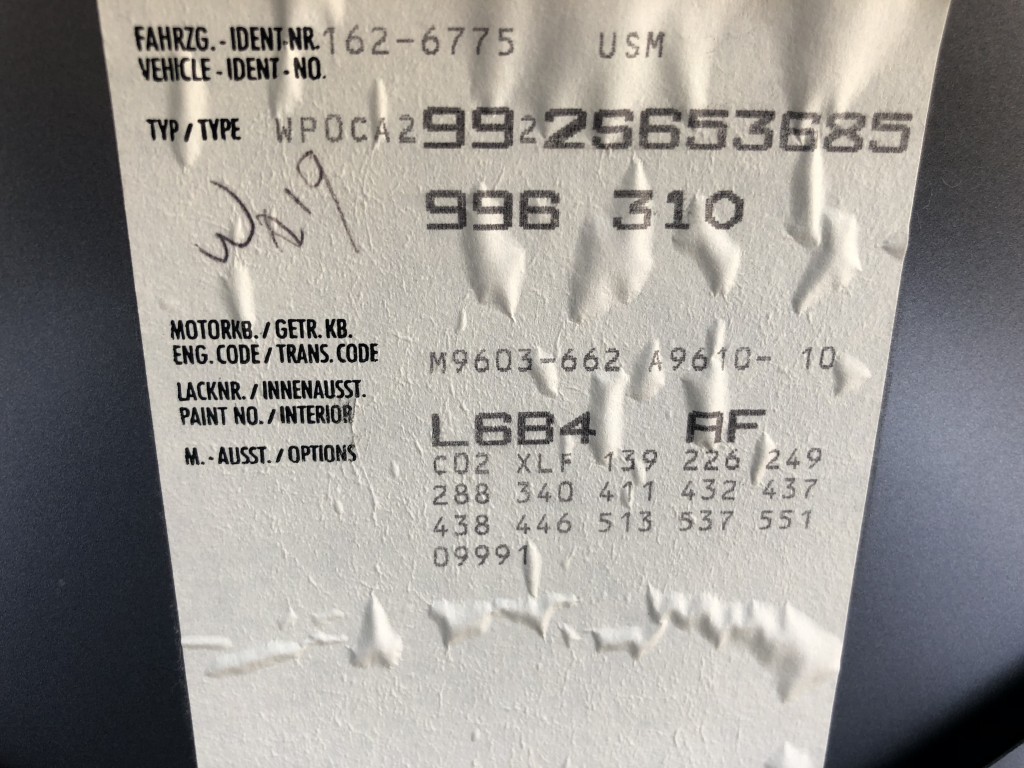 FAHRZG.-IDENT-NR. 162-6775 USM
VEHICLE-IDENT-NO.
TYP/TYPE WP0CA29922S653685
996 310
MOTORKB./GETR.KB.
ENG.CODE/TRANS.CODE M9603-662 A9610- 10
LACKNR./INNENAUSST.
PAINT NO./INTERIOR L6B4 AF
M.-AUSST./OPTIONS C02 XLF 139 226 249
288 340 411 432 437
438 446 513 537 551
09991